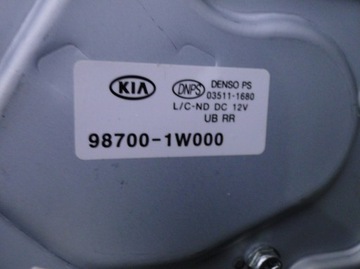 KIA
DNPS
DENSO PS
03511-1680
L/C-ND DC 12V
UB RR
98700-1W000